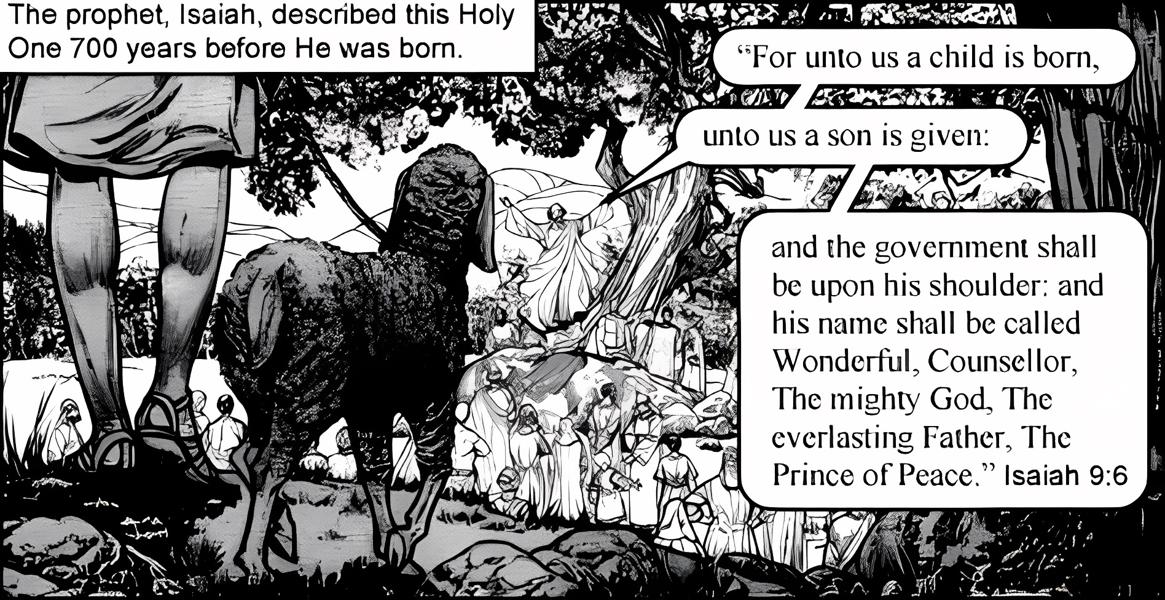 The prophet, Isaiah, described this Holy
One 700 years before He was born.
“For unto us a child is born,
unto us a son is given:
and the government shall
be upon his shoulder: and
his name shall be called
Wonderful, Counsellor,
The mighty God, The
everlasting Father, The
Prince of Peace.” Isaiah 9:6